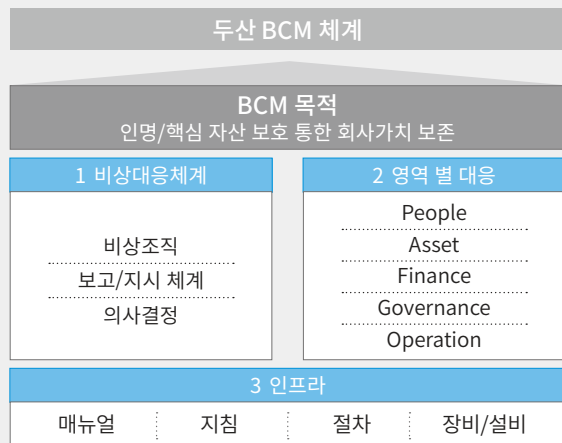 두산 BCM 체계
BCM 목적
인명/핵심 자산 보호 통한 회사가치 보존
1 비상대응체계
비상조직
보고/지시 체계
의사결정
2 영역 별 대응
People
Asset
Finance
Governance
Operation
3 인프라
매뉴얼 지침 절차 장비/설비